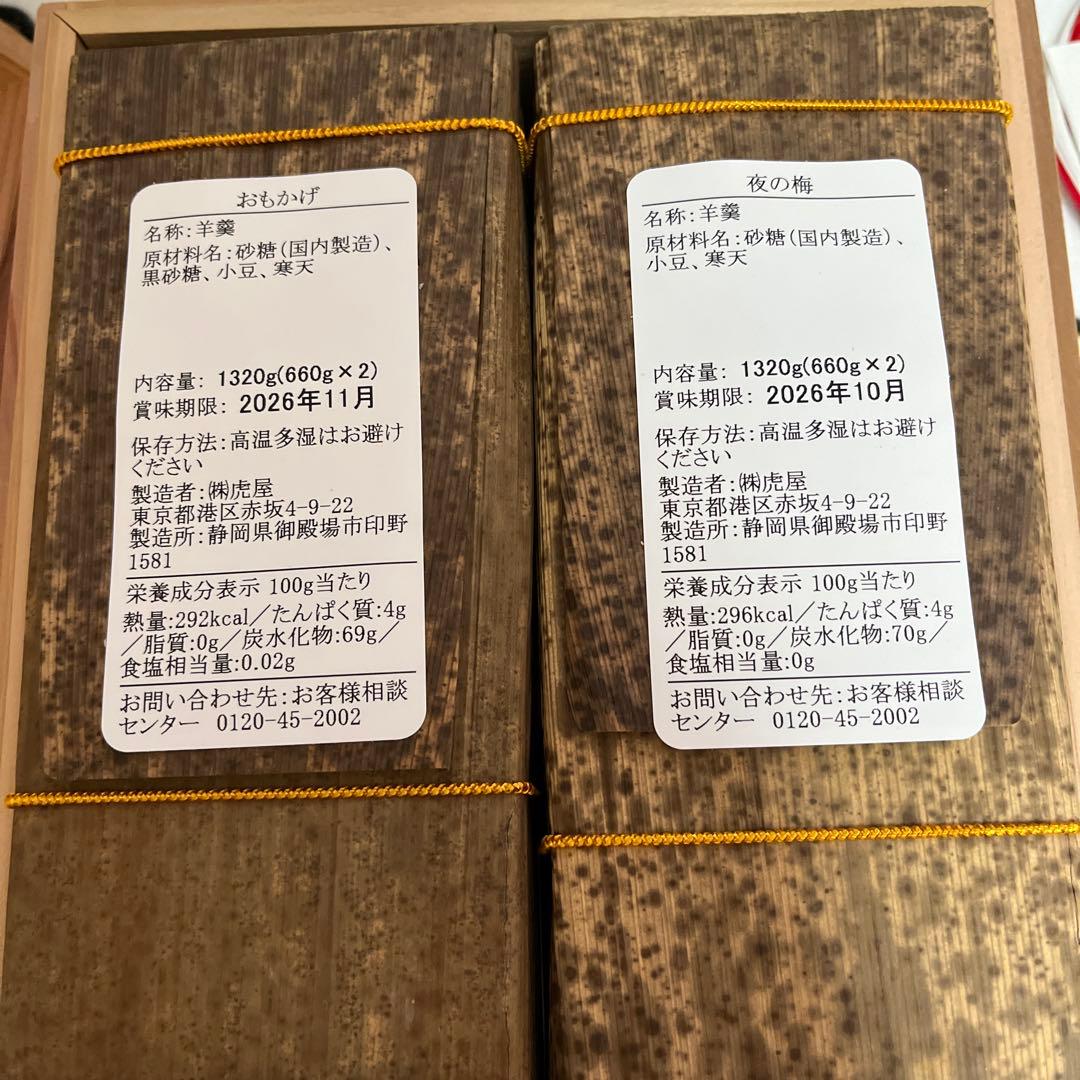 おもかげ
名称:羊羹
原材料名:砂糖(国内製造)、
黒砂糖、小豆、寒天
内容量: 1320g(660g×2)
賞味期限: 2026年11月
保存方法:高温多湿はお避け
ください
製造者:㈱虎屋
東京都港区赤坂4-9-22
製造所:静岡県御殿場市印野
1581
栄養成分表示 100g当たり
熱量:292kcal/たんぱく質:4g
/脂質:0g/炭水化物:69g/
食塩相当量:0.02g
お問い合わせ先:お客様相談
センター 0120-45-2002
夜の梅
名称:羊羹
原材料名:砂糖(国内製造)、
小豆、寒天
内容量: 1320g(660g×2)
賞味期限: 2026年10月
保存方法:高温多湿はお避け
ください
製造者:㈱虎屋
東京都港区赤坂4-9-22
製造所:静岡県御殿場市印野
1581
栄養成分表示 100g当たり
熱量:296kcal/たんぱく質:4g
/脂質:0g/炭水化物:70g/
食塩相当量:0g
お問い合わせ先:お客様相談
センター 0120-45-2002